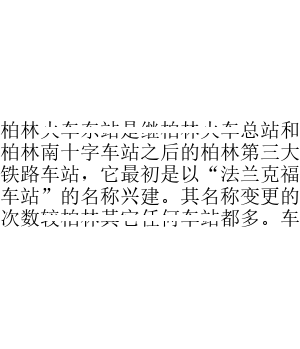 柏林火车东站是继柏林火车总站和
柏林南十字车站之后的柏林第三大
铁路车站，它最初是以“法兰克福
车站”的名称兴建。其名称变更的
次数较柏林其它任何车站都多。车